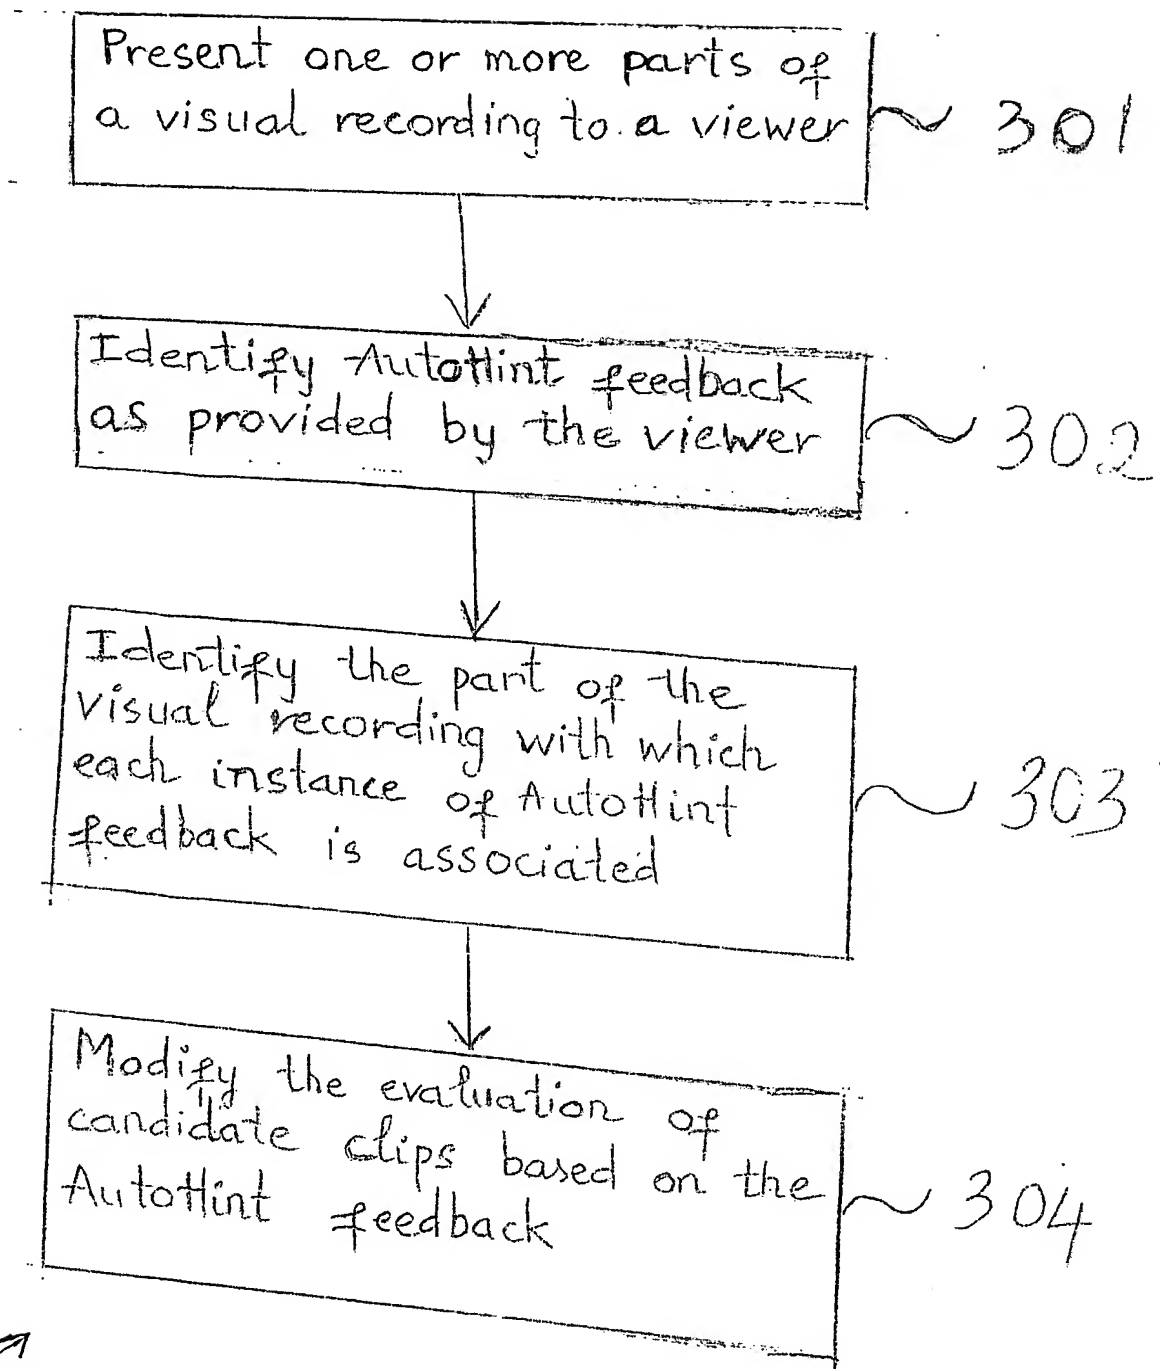 Present one or more parts of
a visual recording to a viewer
301
Identify AutoHint feedback
as provided by the viewer
302
Identify the part of the
visual recording with which
each instance of AutoHint
feedback is associated
303
Modify the evaluation of
candidate clips based on the
AutoHint feedback
304